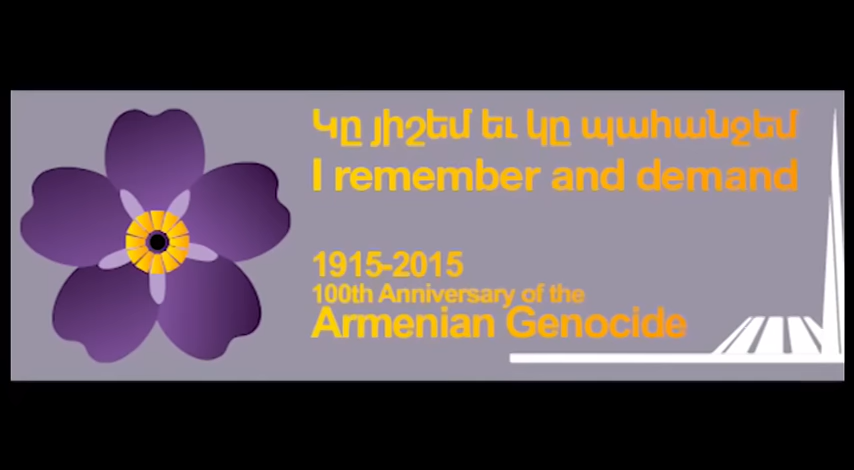 Կը յիշեմ եւ կը պահանջեմ
I remember and demand
1915-2015
100th Anniversary of the
Armenian Genocide